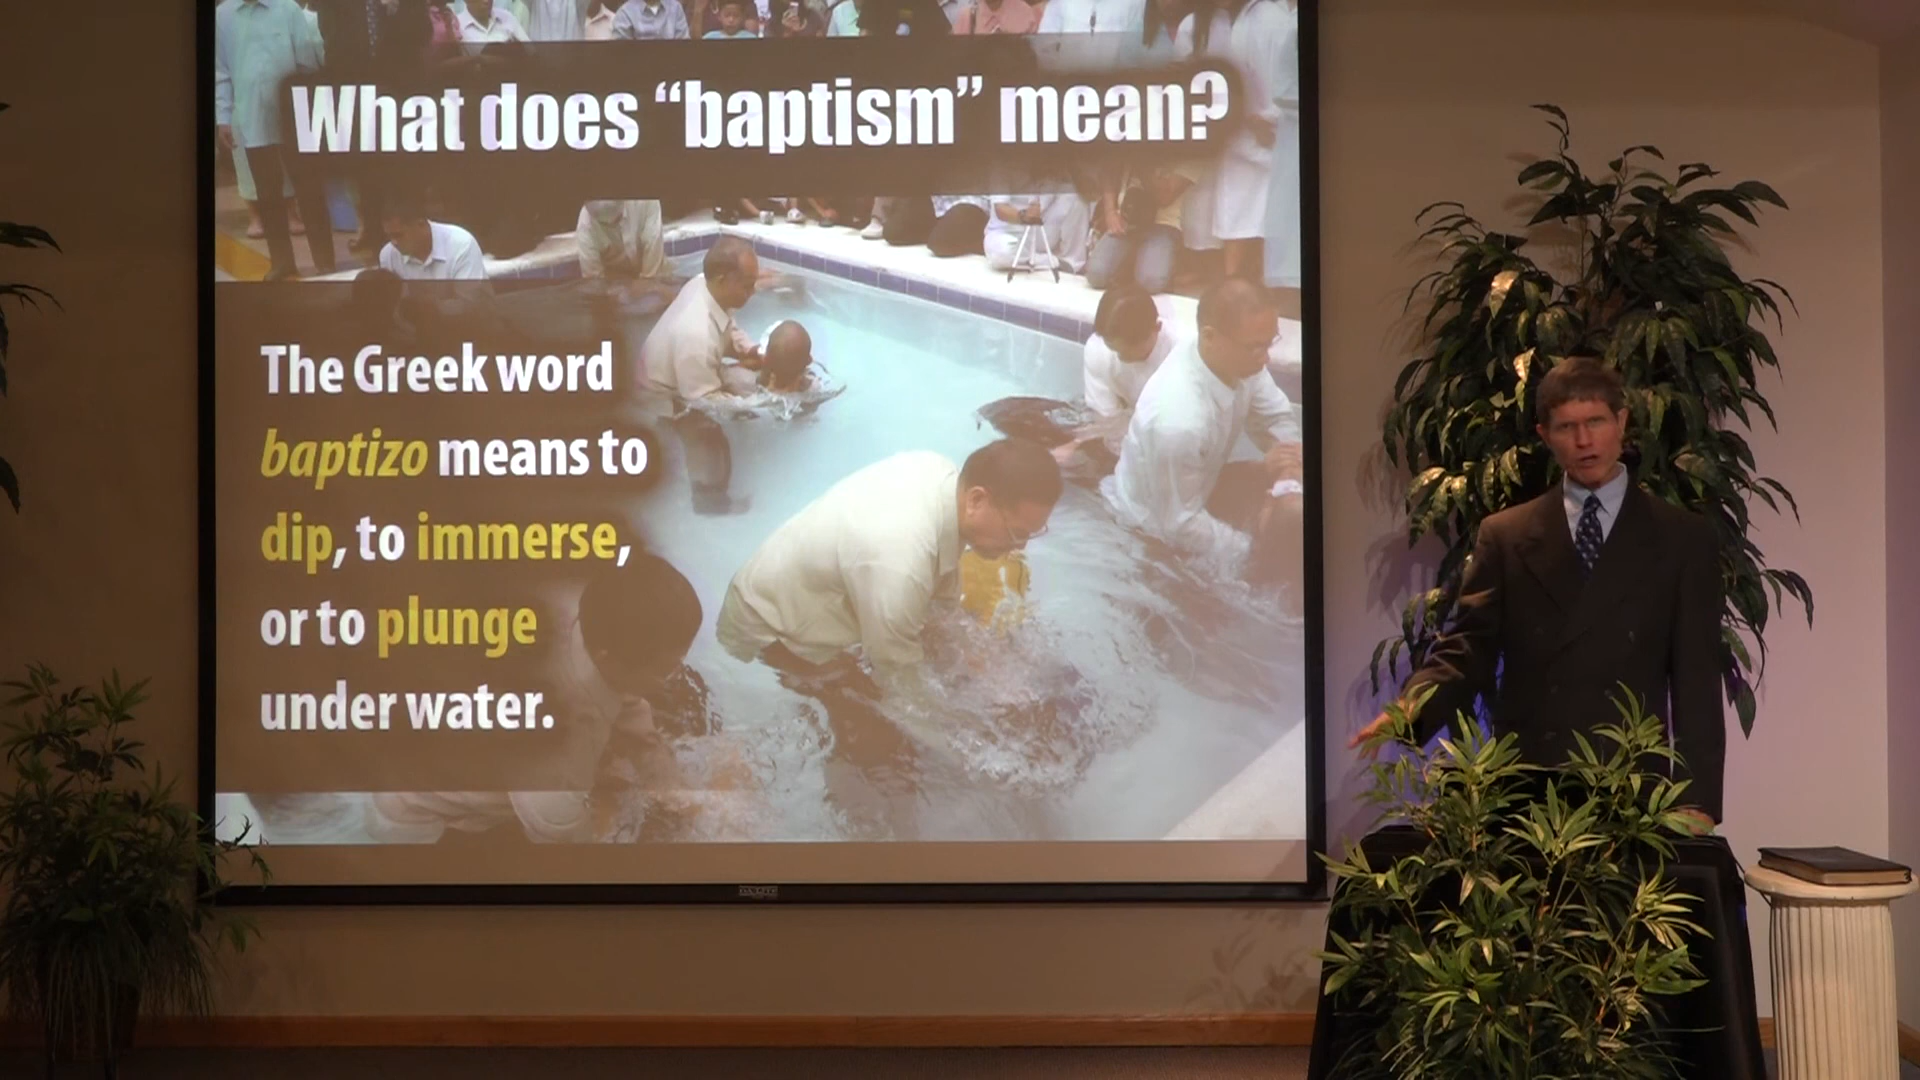 What does “baptism” mean?
The Greek word
baptizo means to
dip, to immerse,
or to plunge
under water.